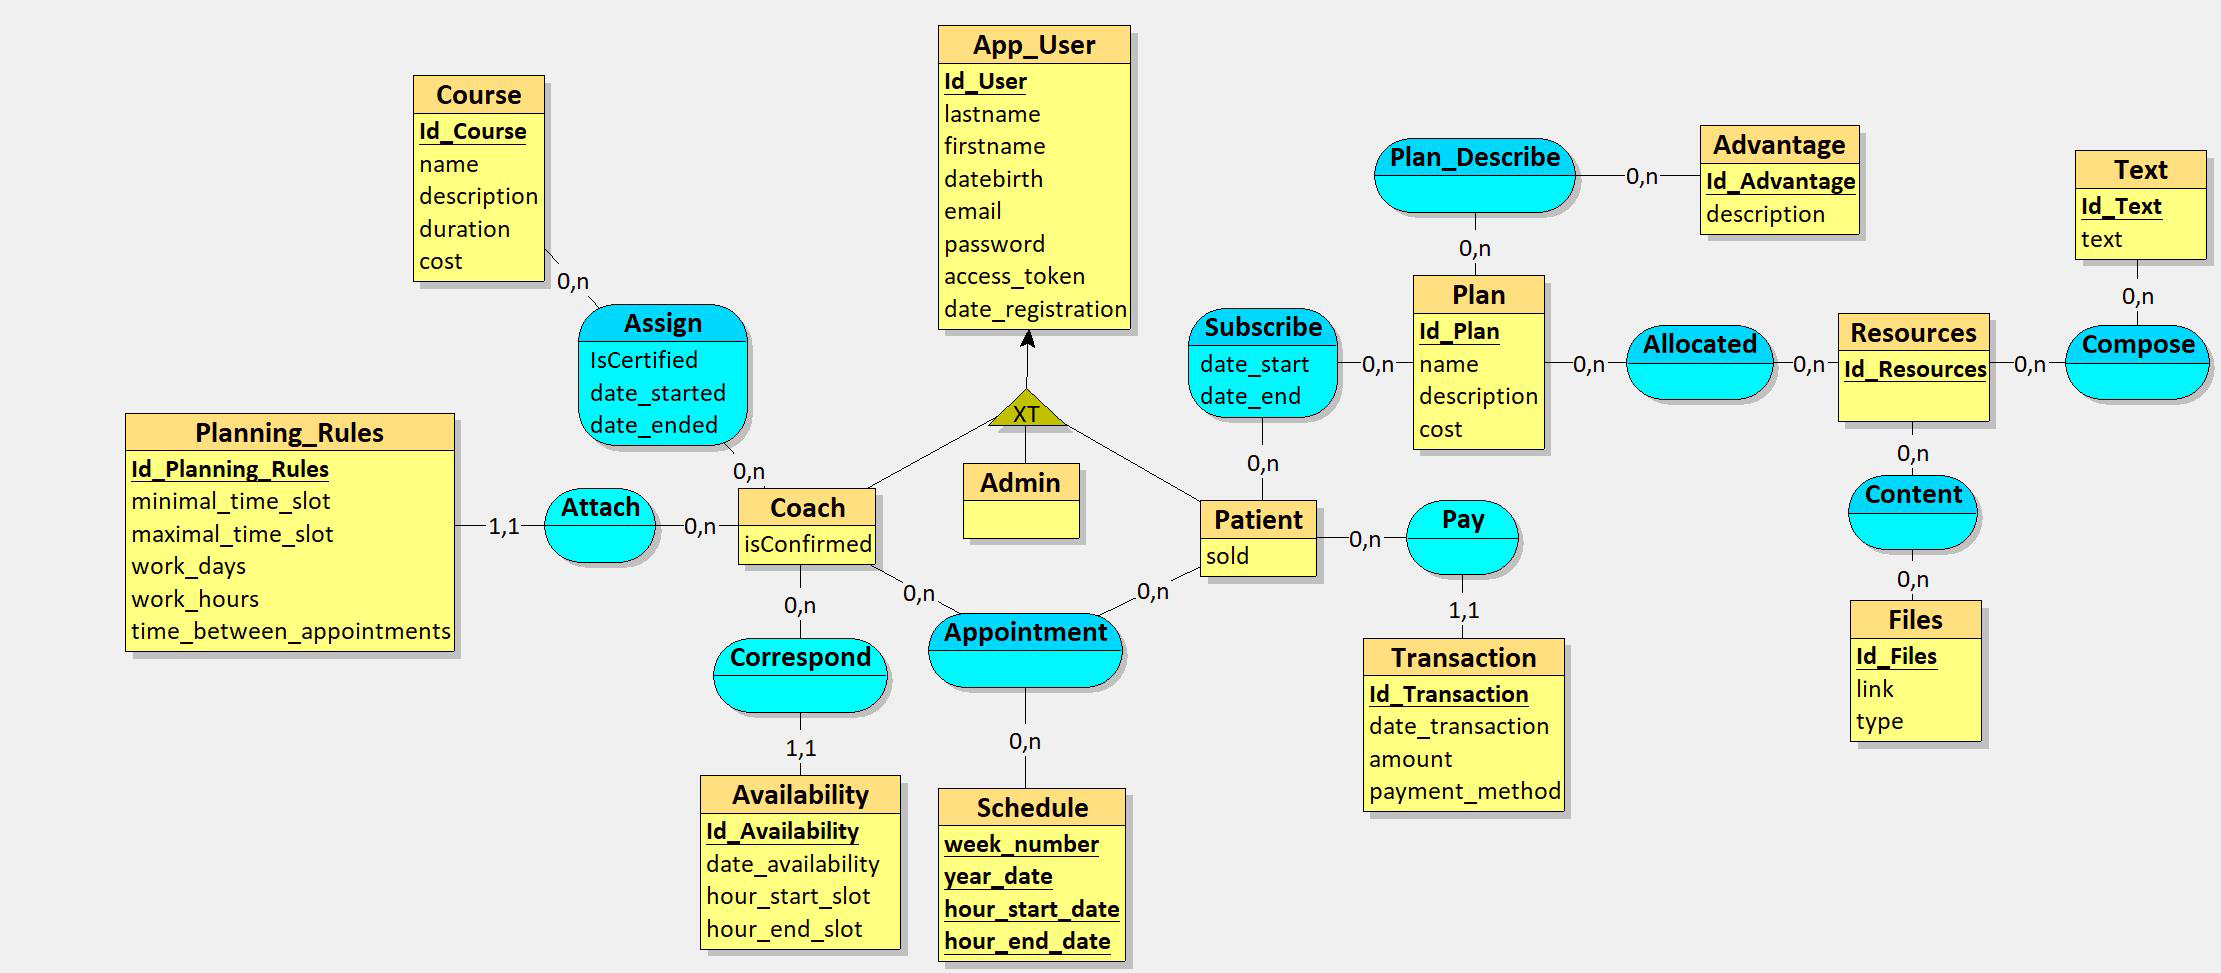 App_User
Id_User
lastname
firstname
datebirth
email
password
access_token
date_registration
Course
Id_Course
name
description
duration
cost
0,n
Assign
IsCertified
date_started
date_ended
0,n
Planning_Rules
Id_Planning_Rules
minimal_time_slot
maximal_time_slot
work_days
work_hours
time_between_appointments
1,1
Attach
0,n
Coach
isConfirmed
XT
Admin
Patient
sold
0,n
Correspond
1,1
Availability
Id_Availability
date_availability
hour_start_slot
hour_end_slot
0,n
Appointment
0,n
0,n
Schedule
week_number
year_date
hour_start_date
hour_end_date
Subscribe
date_start
date_end
0,n
0,n
Plan_Describe
0,n
0,n
Advantage
Id_Advantage
description
Plan
Id_Plan
name
description
cost
0,n
Allocated
0,n
Resources
Id_Resources
0,n
Compose
0,n
Text
Id_Text
text
0,n
Content
0,n
Files
Id_Files
link
type
0,n
Pay
1,1
Transaction
Id_Transaction
date_transaction
amount
payment_method